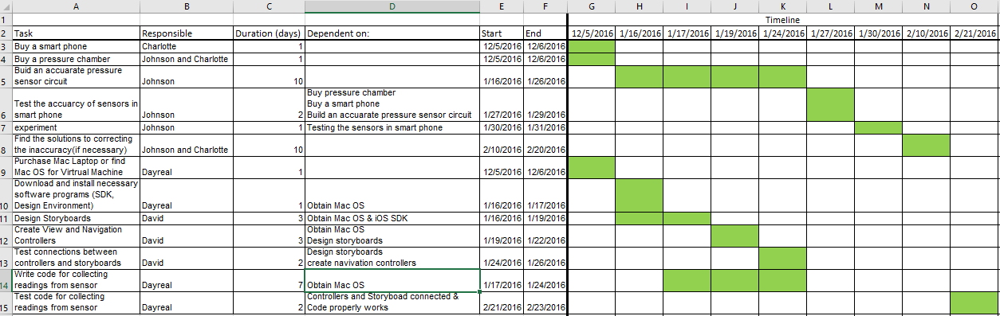 A B C D E F G H I J K L M N O
1 Timeline
2 Task Responsible Duration (days) Dependent on: Start End 12/5/2016 1/16/2016 1/17/2016 1/19/2016 1/24/2016 1/27/2016 1/30/2016 2/10/2016 2/21/2016
3 Buy a smart phone Charlotte 1 12/5/2016 12/6/2016
4 Buy a pressure chamber Johnson and Charlotte 1 12/5/2016 12/6/2016
Buid an accuarate pressure
5 sensor circuit Johnson 10 1/16/2016 1/26/2016
Buy pressure chamber
Test the accuarcy of sensors in Buy a smart phone
6 smart phone Johnson 2 Build an accuarate pressure sensor circuit 1/27/2016 1/29/2016
7 experiment Johnson 1 Testing the sensors in smart phone 1/30/2016 1/31/2016
Find the solutions to correcting
8 the inaccuracy(if necessary) Johnson and Charlotte 10 2/10/2016 2/20/2016
Purchase Mac Laptop or find
9 Mac OS for Virtrual Machine Dayreal 1 12/5/2016 12/6/2016
Download and install necessary
software programs (SDK,
10 Design Environment) Dayreal 1 Obtain Mac OS 1/16/2016 1/17/2016
11 Design Storyboards David 3 Obtain Mac OS & iOS SDK 1/16/2016 1/19/2016
Create View and Navigation Obtain Mac OS
12 Controllers David 3 Design storyboards 1/19/2016 1/22/2016
Test connections between Design storyboards
13 controllers and storyboards David 2 create navivation controllers 1/24/2016 1/26/2016
Write code for collecting
14 readings from sensor Dayreal 7 Obtain Mac OS 1/17/2016 1/24/2016
Test code for collecting Controllers and Storyboad connected &
15 readings from sensor Dayreal 2 Code properly works 2/21/2016 2/23/2016